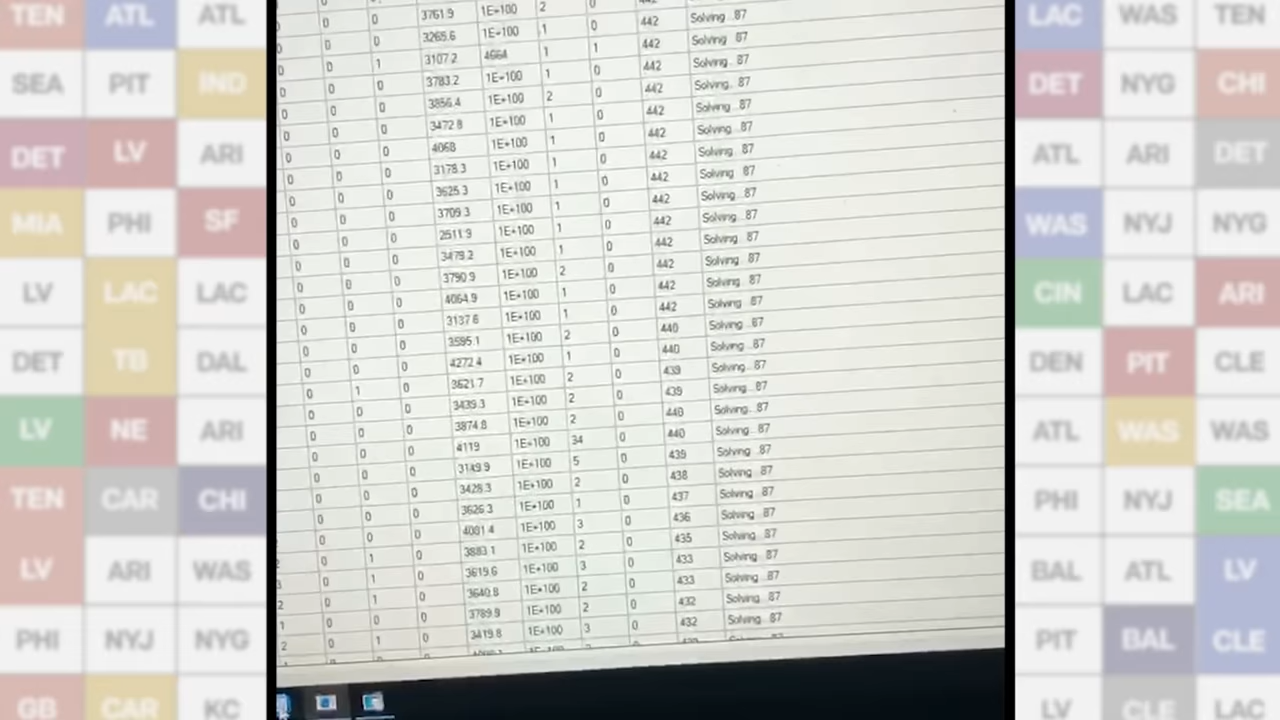 TEN ATL ATL 0 0 3761.9 1E+100 2 0 442 Solving 87 LAC WAS TEN
0 0 0 3265.6 1E+100 1 0 442 Solving 87
0 0 1 3107.2 4664 1 1 442 Solving 87
SEA PIT IND 0 0 0 3783.2 1E+100 1 0 442 Solving 87 DET NYG CHI
0 0 0 3856.4 1E+100 2 0 442 Solving 87
0 0 0 3472.8 1E+100 1 0 442 Solving 87
DET LV ARI 0 0 0 4068 1E+100 1 0 442 Solving 87 ATL ARI DET
0 0 0 3178.3 1E+100 1 0 442 Solving 87
0 0 0 3625.3 1E+100 1 0 442 Solving 87
MIA PHI SF 0 0 0 3709.3 1E+100 1 0 442 Solving 87 WAS NYJ NYG
0 0 0 2511.9 1E+100 1 0 442 Solving 87
0 0 0 3479.2 1E+100 1 0 442 Solving 87
LV LAC LAC 0 0 0 3790.9 1E+100 2 0 442 Solving 87 CIN LAC ARI
0 0 0 4064.9 1E+100 1 0 442 Solving 87
0 0 0 3137.6 1E+100 1 0 440 Solving 87
DET TB DAL 0 0 0 3595.1 1E+100 2 0 440 Solving 87 DEN PIT CLE
0 0 0 4272.4 1E+100 1 0 439 Solving 87
0 1 0 3621.7 1E+100 2 0 439 Solving 87
LV NE ARI 0 0 0 3439.3 1E+100 2 0 440 Solving 87 ATL WAS WAS
0 0 0 3874.8 1E+100 2 0 440 Solving 87
0 0 0 4119 1E+100 34 0 439 Solving 87
TEN CAR CHI 0 0 0 3149.9 1E+100 5 0 438 Solving 87 PHI NYJ SEA
0 0 0 3428.3 1E+100 2 0 437 Solving 87
0 0 0 3626.3 1E+100 1 0 436 Solving 87
LV ARI WAS 0 0 0 4081.4 1E+100 3 0 435 Solving 87 BAL ATL LV
0 1 0 3883.1 1E+100 2 0 433 Solving 87
0 1 0 3619.6 1E+100 3 0 433 Solving 87
PHI NYJ NYG 2 0 1 0 3640.8 1E+100 2 0 432 Solving 87 PIT BAL CLE
1 0 0 0 3789.9 1E+100 2 0 432 Solving 87
2 0 1 0 3419.8 1E+100 3 0
GB CAR KC LV CLE LAC